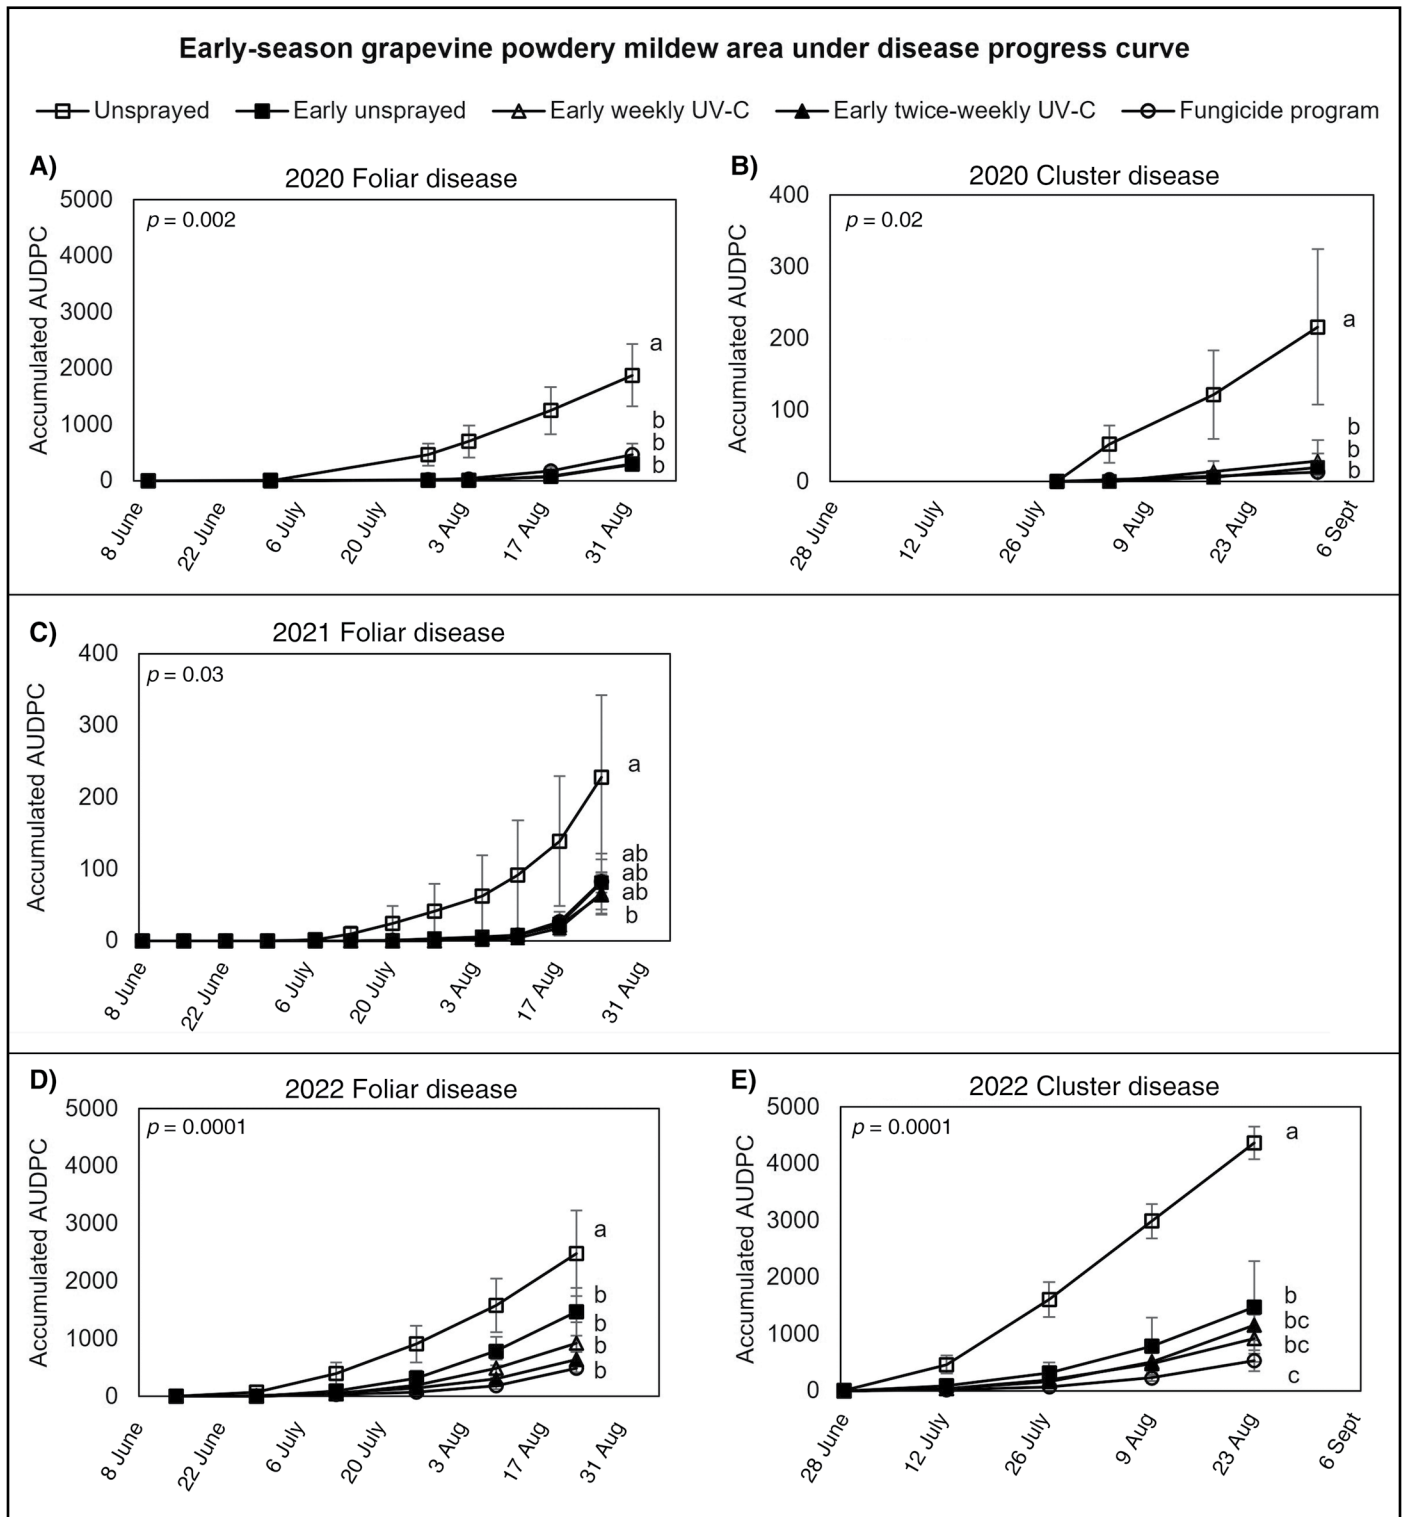 Early-season grapevine powdery mildew area under disease progress curve
Unsprayed Early unsprayed Early weekly UV-C Early twice-weekly UV-C Fungicide program
A)
2020 Foliar disease
p = 0.002
Accumulated AUDPC
5000
4000
3000
2000
1000
0
a
b
b
b
8 June 22 June 6 July 20 July 3 Aug 17 Aug 31 Aug
B)
2020 Cluster disease
p = 0.02
Accumulated AUDPC
400
300
200
100
0
a
b
b
b
28 June 12 July 26 July 9 Aug 23 Aug 6 Sept
C)
2021 Foliar disease
p = 0.03
Accumulated AUDPC
400
300
200
100
0
a
ab
ab
ab
b
8 June 22 June 6 July 20 July 3 Aug 17 Aug 31 Aug
D)
2022 Foliar disease
p = 0.0001
Accumulated AUDPC
5000
4000
3000
2000
1000
0
a
b
b
b
b
8 June 22 June 6 July 20 July 3 Aug 17 Aug 31 Aug
E)
2022 Cluster disease
p = 0.0001
Accumulated AUDPC
5000
4000
3000
2000
1000
0
a
b
bc
bc
c
28 June 12 July 26 July 9 Aug 23 Aug 6 Sept